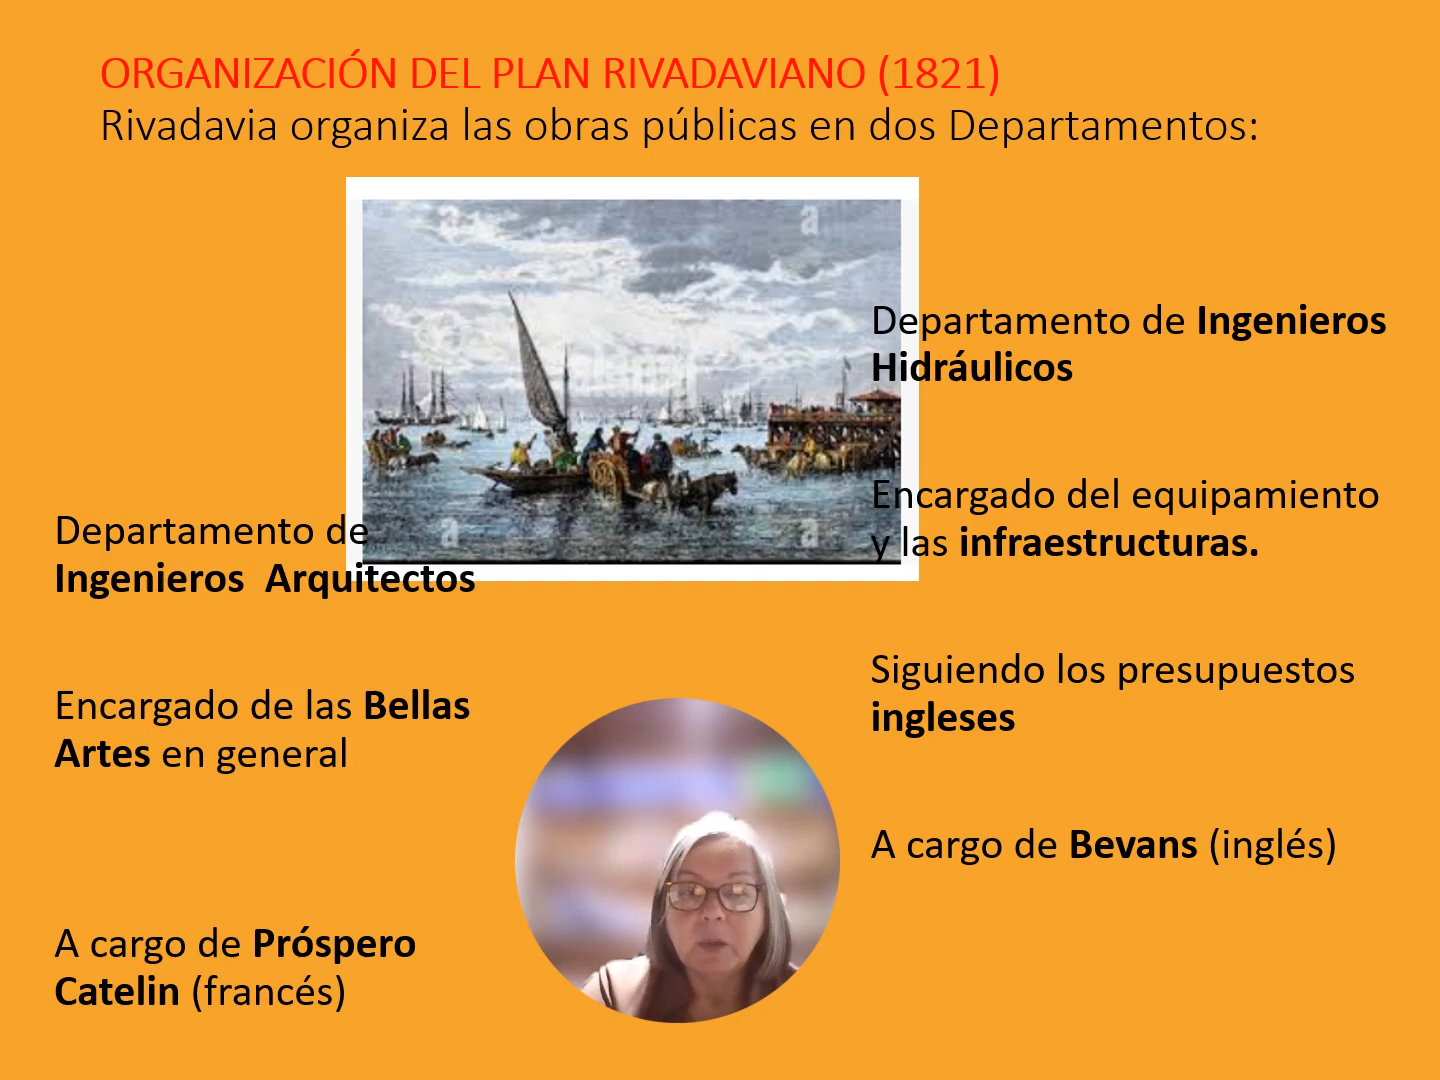 ORGANIZACIÓN DEL PLAN RIVADAVIANO (1821)
Rivadavia organiza las obras públicas en dos Departamentos:
Departamento de
Ingenieros  Arquitectos
Encargado de las Bellas
Artes en general
A cargo de Próspero
Catelin (francés)
Departamento de Ingenieros
Hidráulicos
Encargado del equipamiento
y las infraestructuras.
Siguiendo los presupuestos
ingleses
A cargo de Bevans (inglés)
a
a
a
a